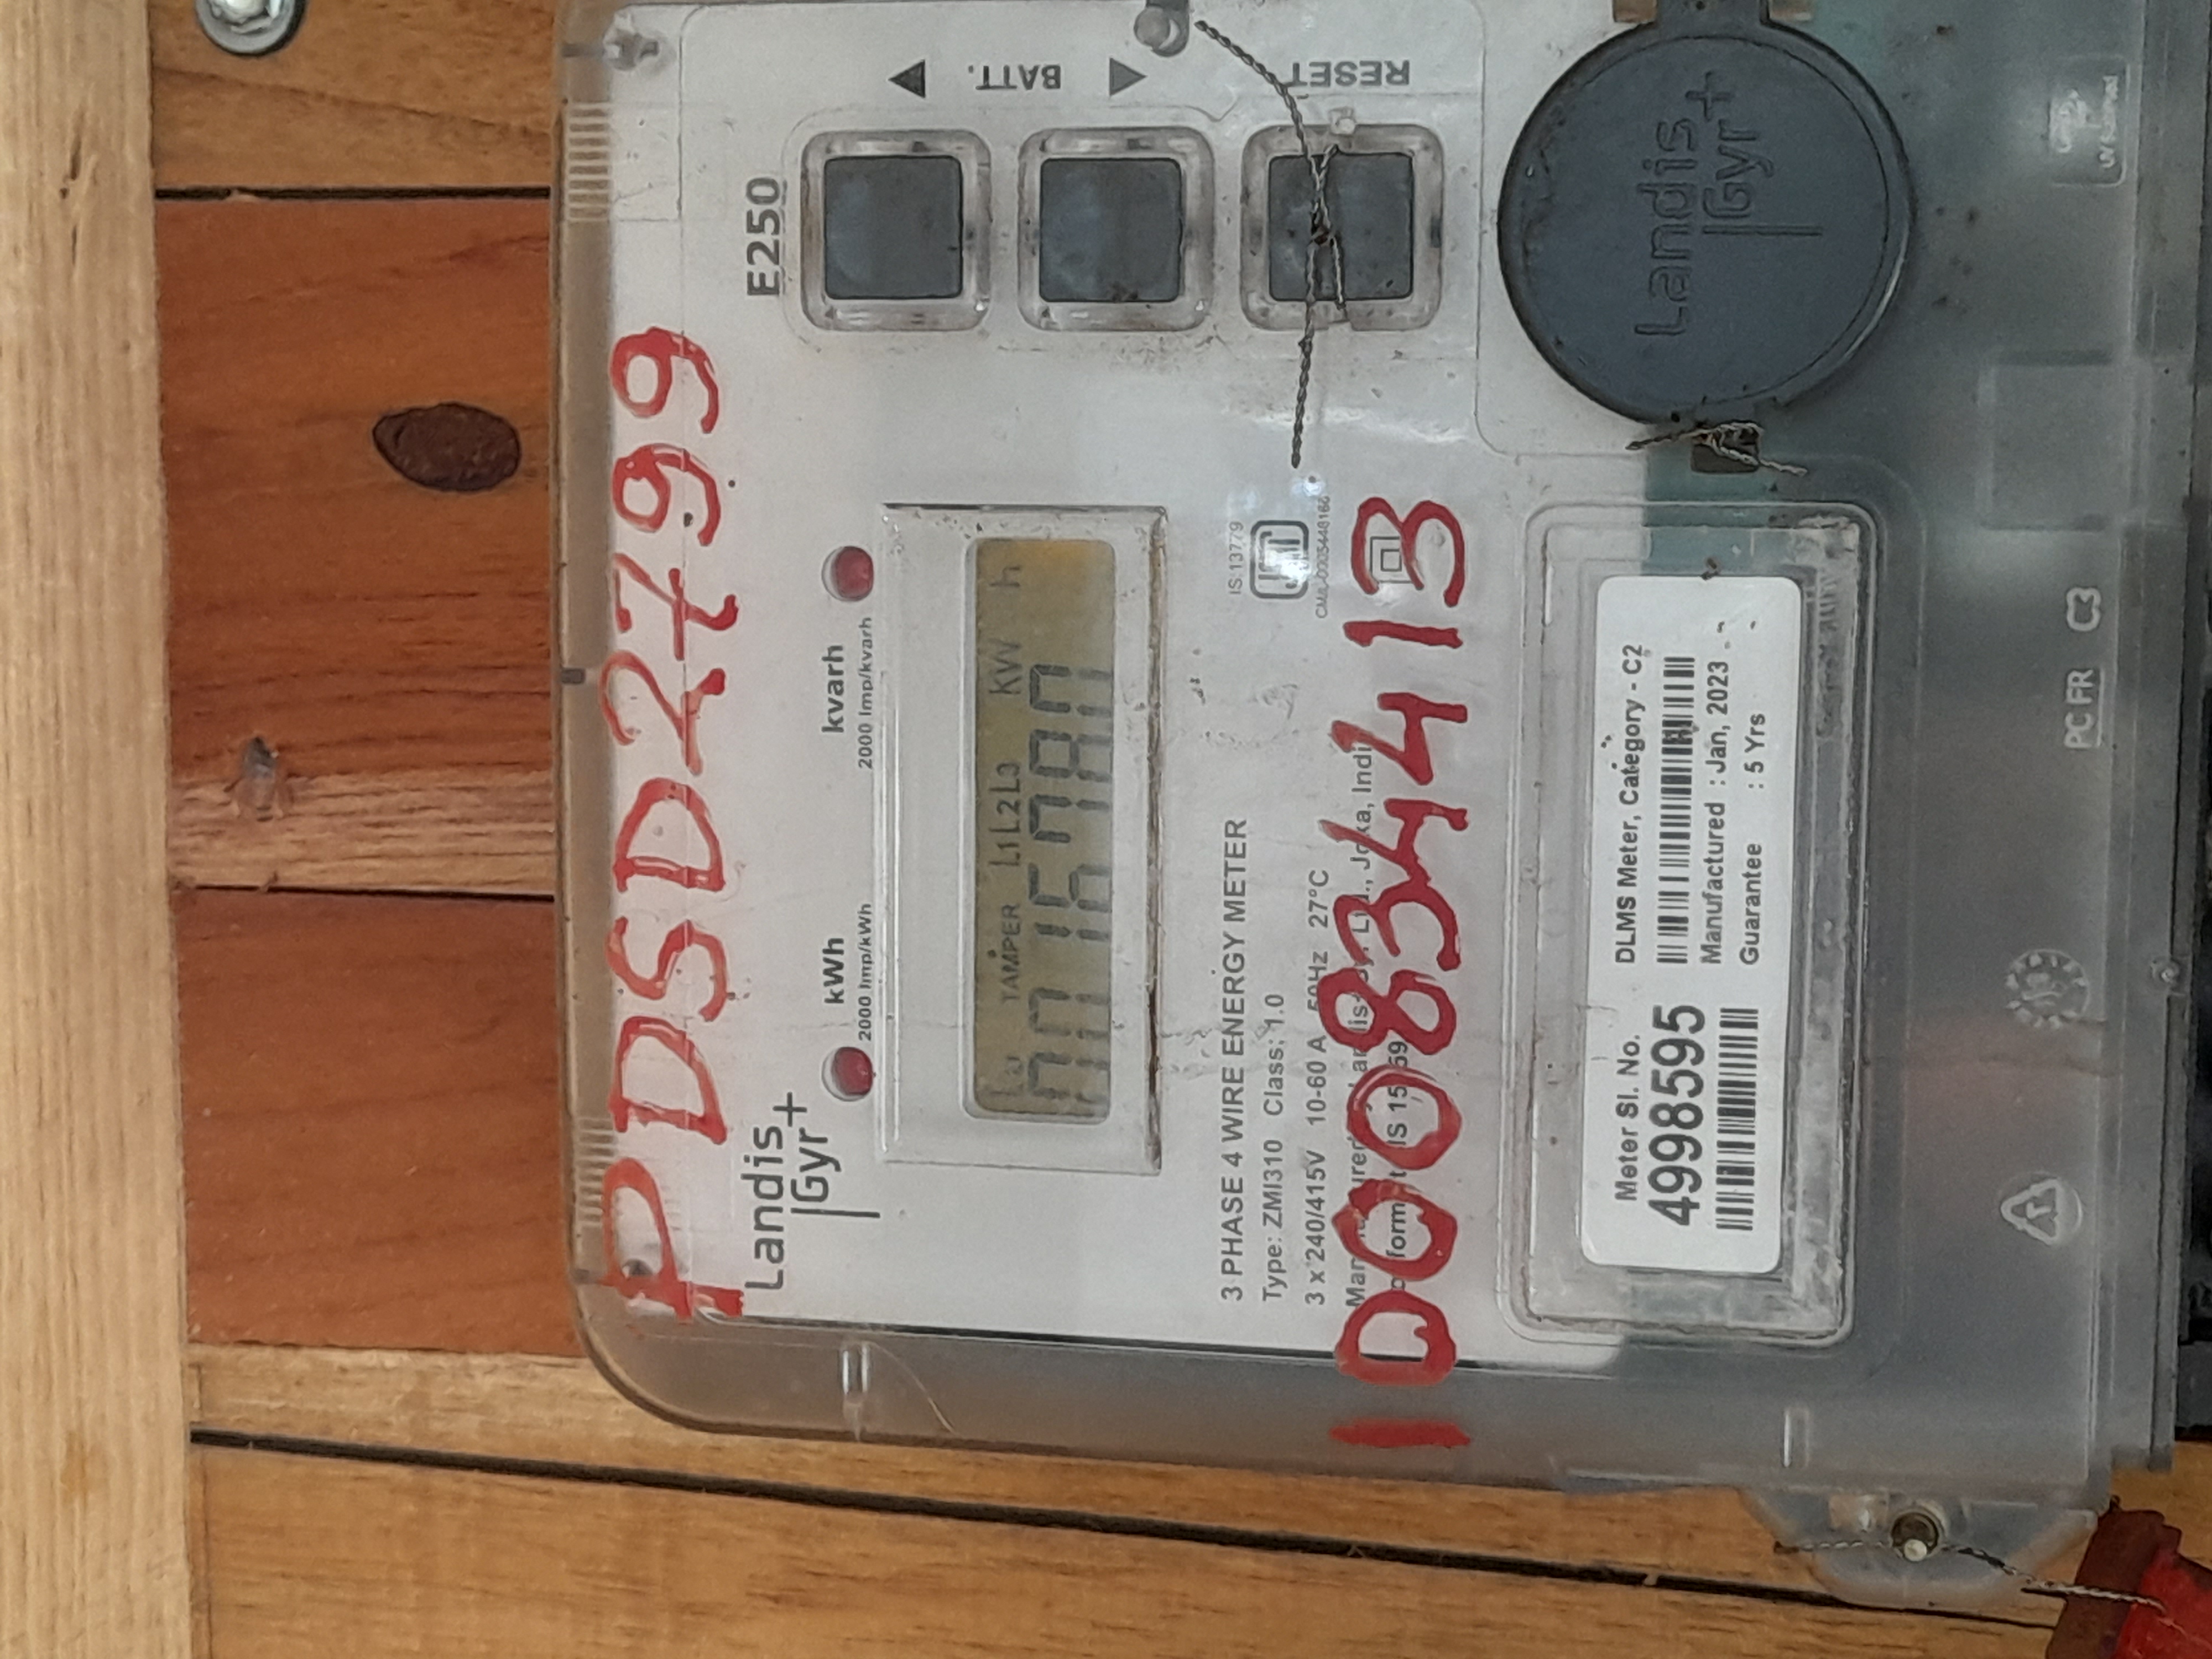 PDSD2799
Landis
Gyr+
E250
kWh
2000 Imp/kWh
kvarh
2000 Imp/kvarh
BATT.
RESET
TAMPER L1L2L3 KW h
3 PHASE 4 WIRE ENERGY METER
Type: ZMI310 Class: 1.0
3 x 240/415V 10-60 A 50Hz 27°C
IS:13779
10083441B
Meter Sl. No.
4998595
DLMS Meter, Category - C2
Manufactured : Jan, 2023
Guarantee : 5 Yrs
Landis
Gyr+
PC FR C3